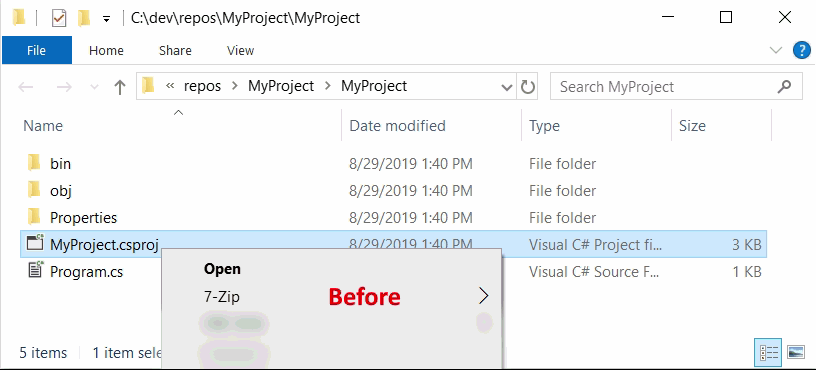 C:\dev\repos\MyProject\MyProject
File Home Share View
« repos > MyProject > MyProject Search MyProject
Name Date modified Type Size
bin 8/29/2019 1:40 PM File folder
obj 8/29/2019 1:40 PM File folder
Properties 8/29/2019 1:40 PM File folder
MyProject.csproj 8/29/2019 1:40 PM Visual C# Project fi... 3 KB
Program.cs Visual C# Source F... 1 KB
Open
7-Zip Before
5 items 1 item sele